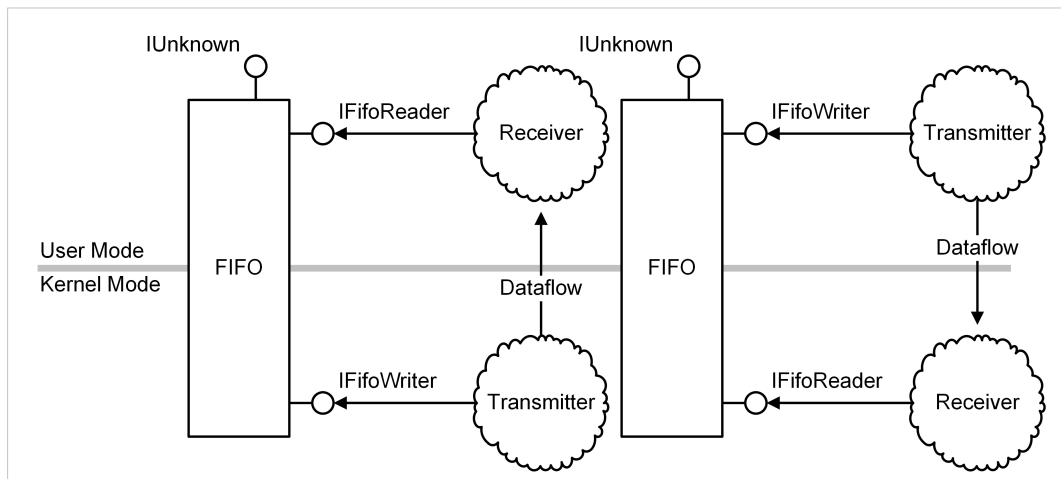 IUnknown
IUnknown
IFifoReader
IFifoWriter
Receiver
Transmitter
User Mode
Kernel Mode
FIFO
Dataflow
FIFO
Dataflow
IFifoWriter
IFifoReader
Transmitter
Receiver